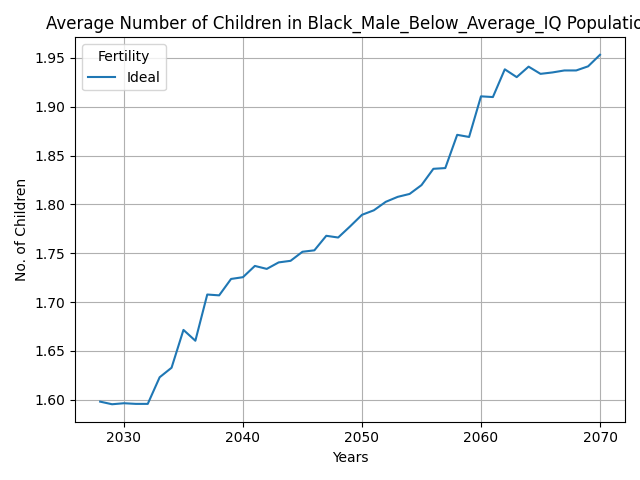 Average Number of Children in Black_Male_Below_Average_IQ Populatio
Fertility
Ideal
No. of Children
1.95
1.90
1.85
1.80
1.75
1.70
1.65
1.60
2030 2040 2050 2060 2070
Years